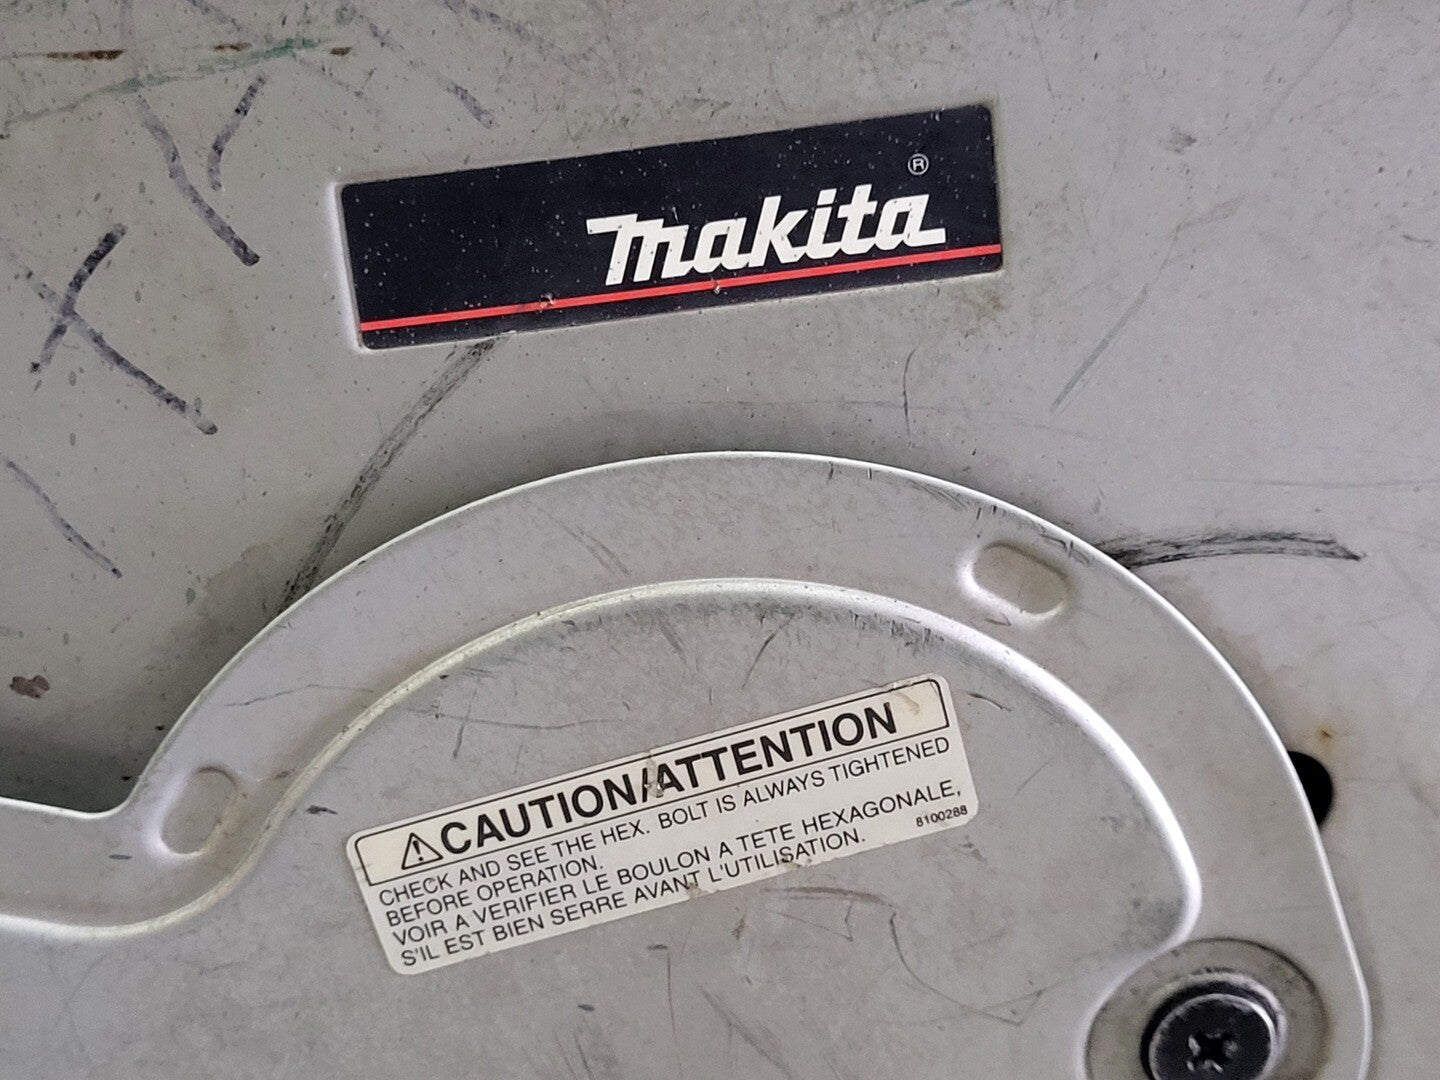 makita®
⚠CAUTION/ATTENTION
CHECK AND SEE THE HEX. BOLT IS ALWAYS TIGHTENED
BEFORE OPERATION.
VOIR A VERIFIER LE BOULON A TETE HEXAGONALE,
S'IL EST BIEN SERRE AVANT L'UTILISATION.
8100288